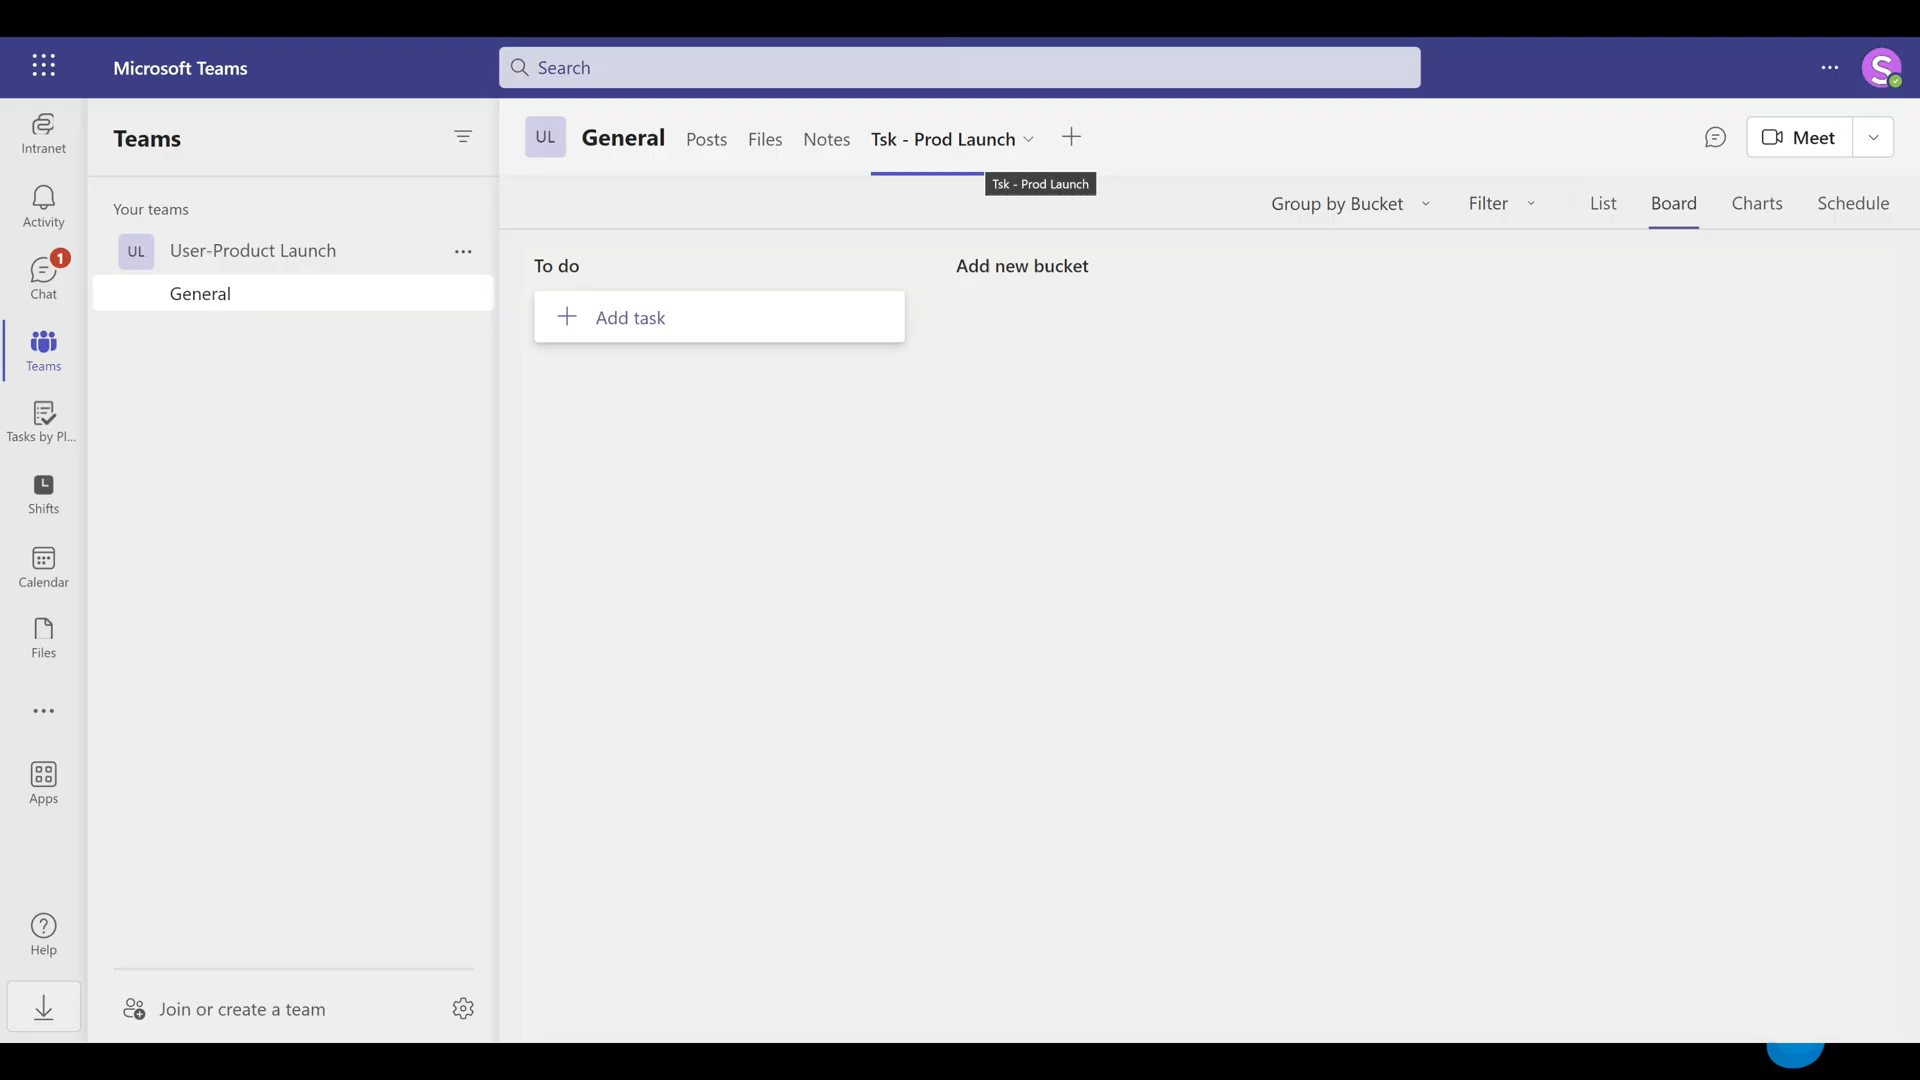 Microsoft Teams
Search
S
Intranet
Activity
1
Chat
Teams
Tasks by Pl...
Shifts
Calendar
Files
Apps
Help
Teams
Your teams
UL User-Product Launch
General
Join or create a team
UL General Posts Files Notes Tsk - Prod Launch
Meet
Tsk - Prod Launch
Group by Bucket Filter List Board Charts Schedule
To do
Add new bucket
Add task